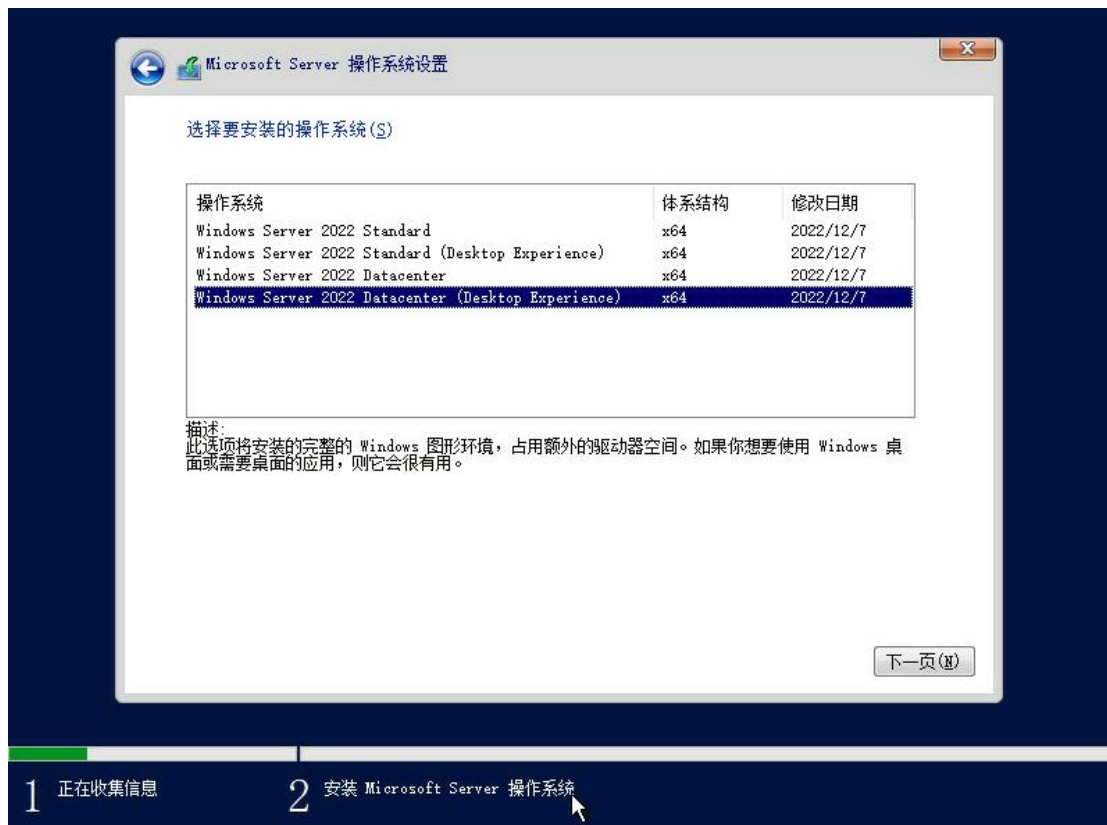 Microsoft Server 操作系统设置
选择要安装的操作系统(S)
操作系统 体系结构 修改日期
Windows Server 2022 Standard x64 2022/12/7
Windows Server 2022 Standard (Desktop Experience) x64 2022/12/7
Windows Server 2022 Datacenter x64 2022/12/7
Windows Server 2022 Datacenter (Desktop Experience) x64 2022/12/7
描述:
此选项将安装的完整的 Windows 图形环境，占用额外的驱动器空间。如果你想要使用 Windows 桌
面或需要桌面的应用，则它会很有用。
下一页(N)
1 正在收集信息 2 安装 Microsoft Server 操作系统